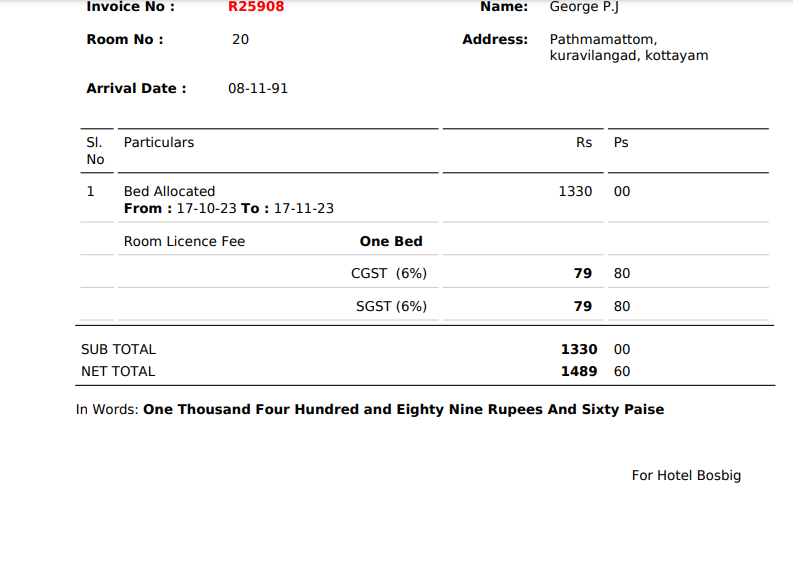 Invoice No : R25908 Name: George P.J
Room No : 20 Address: Pathmamattom,
kuravilangad, kottayam
Arrival Date : 08-11-91
Sl. No Particulars Rs Ps
1 Bed Allocated 1330 00
From : 17-10-23 To : 17-11-23
Room Licence Fee One Bed
CGST (6%) 79 80
SGST (6%) 79 80
SUB TOTAL 1330 00
NET TOTAL 1489 60
In Words: One Thousand Four Hundred and Eighty Nine Rupees And Sixty Paise
For Hotel Bosbig